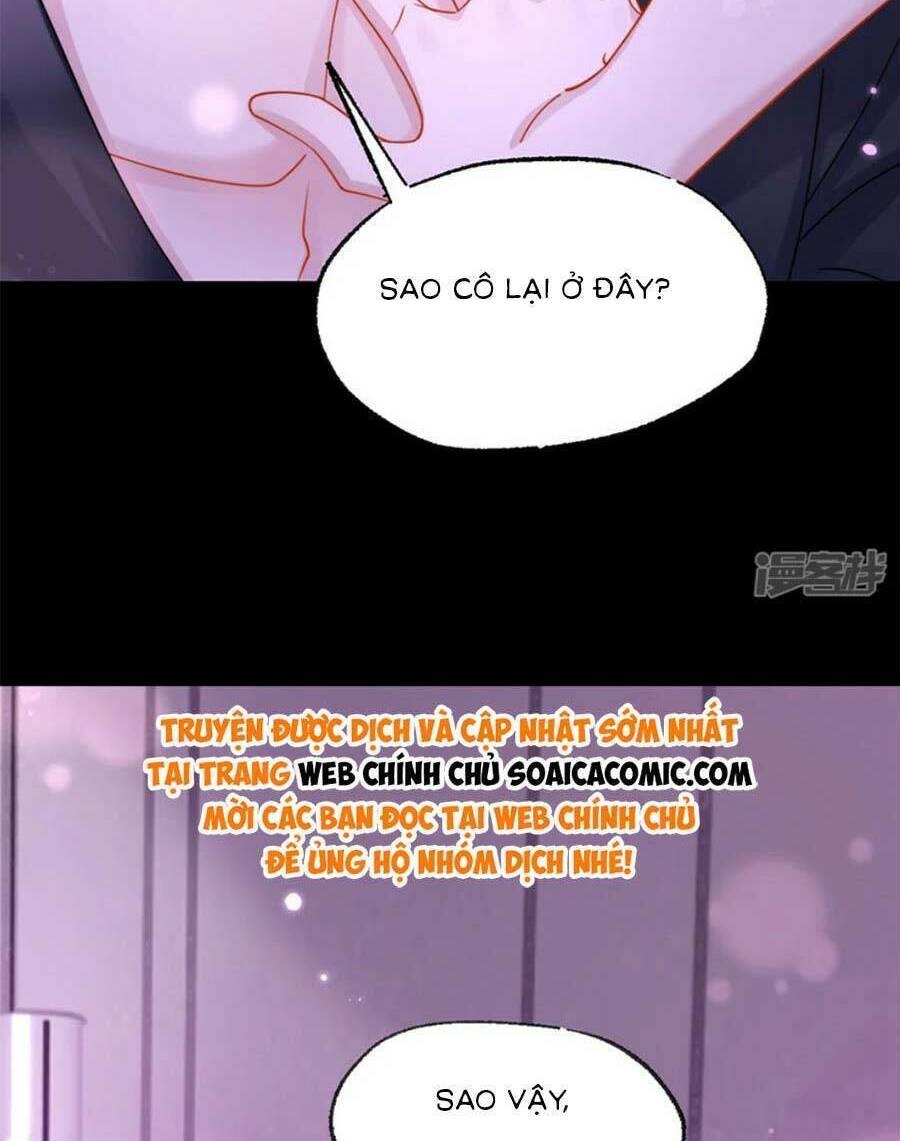 SAO CÔ LẠI Ở ĐÂY?
漫客栈
TRUYỆN ĐƯỢC DỊCH VÀ CẬP NHẬT SỚM NHẤT
TẠI TRANG WEB CHÍNH CHỦ SOAICACOMIC.COM
MỜI CÁC BẠN ĐỌC TẠI WEB CHÍNH CHỦ
ĐỂ ỦNG HỘ NHÓM DỊCH NHÉ!
SAO VẬY,